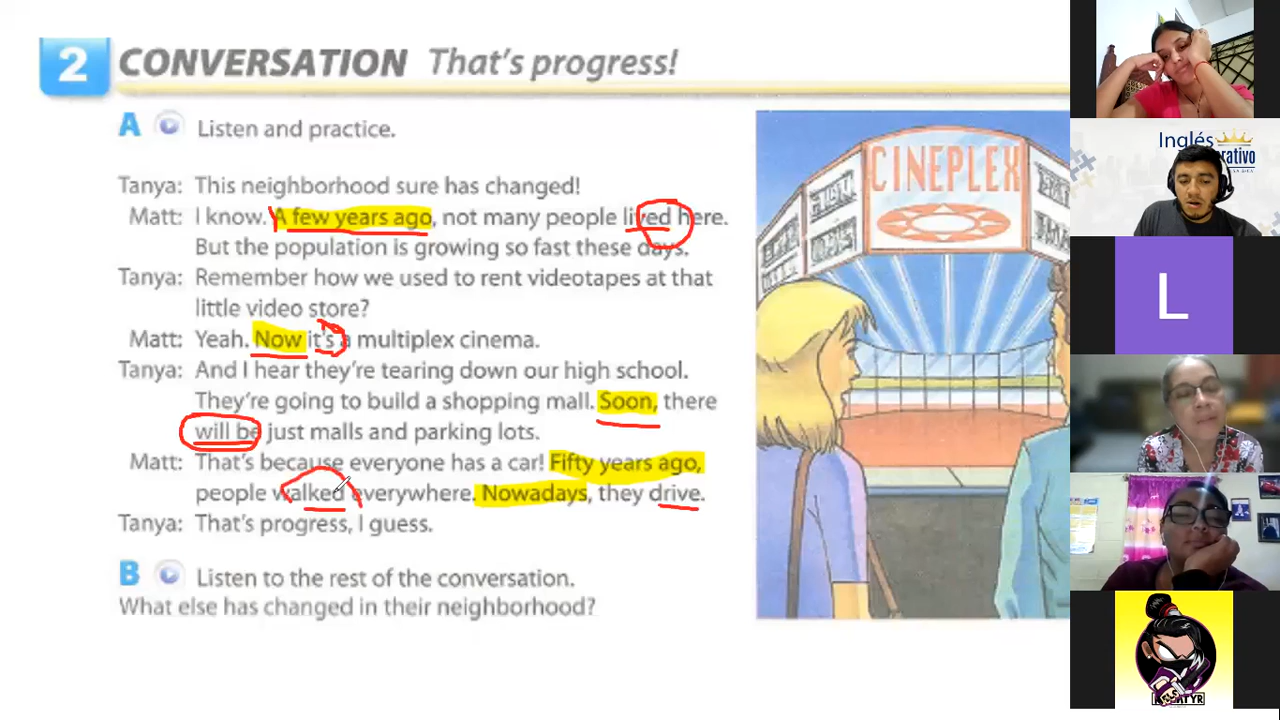 2 CONVERSATION That's progress!
A Listen and practice.
Tanya: This neighborhood sure has changed!
Matt: I know. A few years ago, not many people lived here.
But the population is growing so fast these days.
Tanya: Remember how we used to rent videotapes at that
little video store?
Matt: Yeah. Now it's a multiplex cinema.
Tanya: And I hear they're tearing down our high school.
They're going to build a shopping mall. Soon, there
will be just malls and parking lots.
Matt: That's because everyone has a car! Fifty years ago,
people walked everywhere. Nowadays, they drive.
Tanya: That's progress, I guess.
B Listen to the rest of the conversation.
What else has changed in their neighborhood?
CINEPLEX
Inglés
L